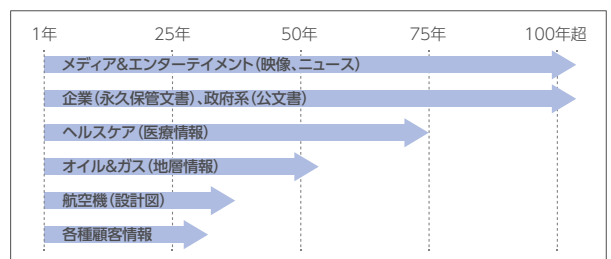 1年 25年 50年 75年 100年超
メディア&エンターテイメント(映像、ニュース)
企業(永久保管文書)、政府系(公文書)
ヘルスケア(医療情報)
オイル&ガス(地層情報)
航空機(設計図)
各種顧客情報